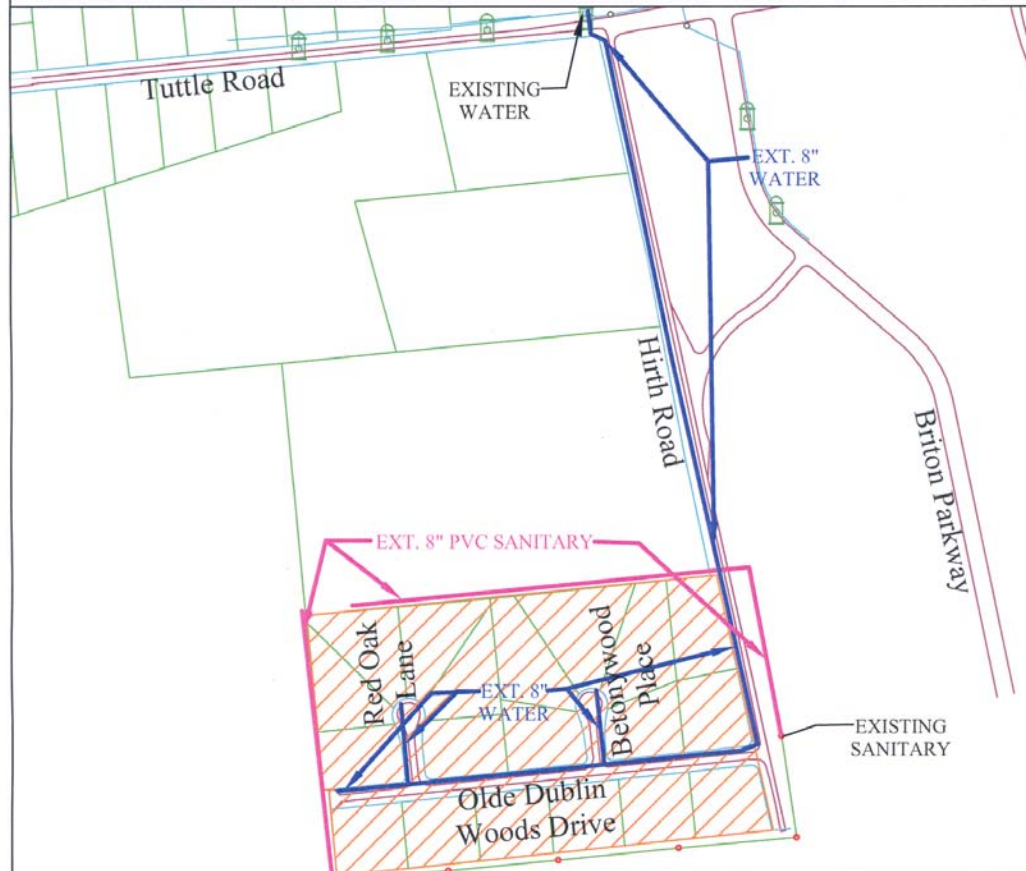 Tuttle Road
EXISTING
WATER
EXT. 8"
WATER
Hirth Road
Briton Parkway
EXT. 8" PVC SANITARY
Red Oak
Lane
Betonywood
Place
EXT. 8"
WATER
EXISTING
SANITARY
Olde Dublin
Woods Drive